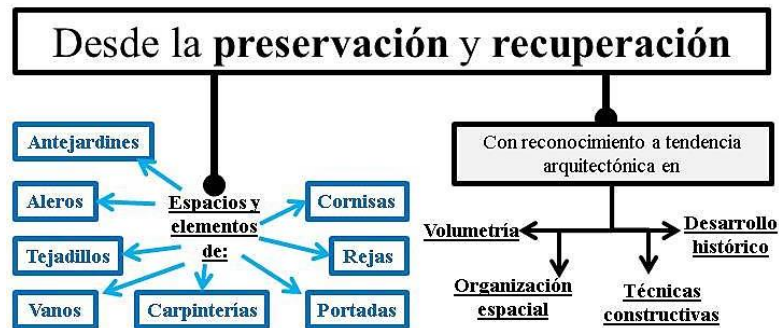 Desde la preservación y recuperación
Antejardines
Aleros
Tejadillos
Vanos
Espacios y
elementos
de:
Carpinterías
Cornisas
Rejas
Portadas
Con reconocimiento a tendencia
arquitectónica en
Volumetría
Organización
espacial
Técnicas
constructivas
Desarrollo
histórico